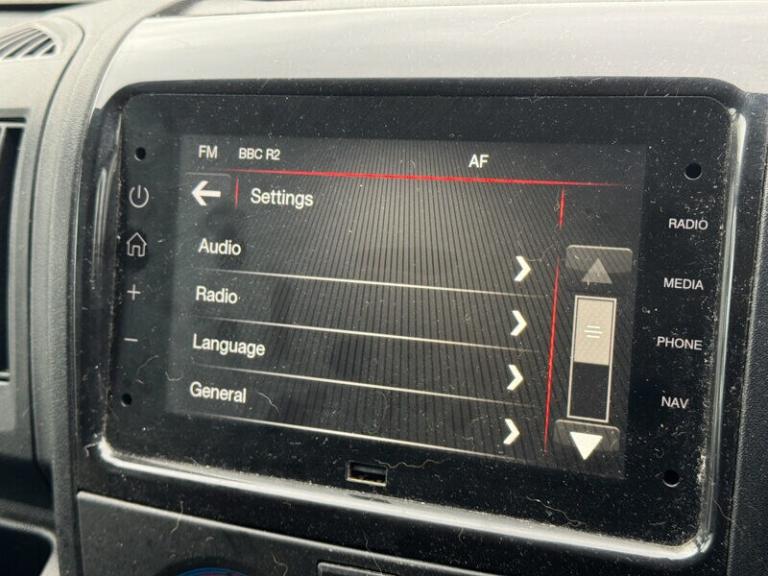 FM BBC R2 AF
Settings
Audio
Radio
Language
General
RADIO
MEDIA
PHONE
NAV
+
−